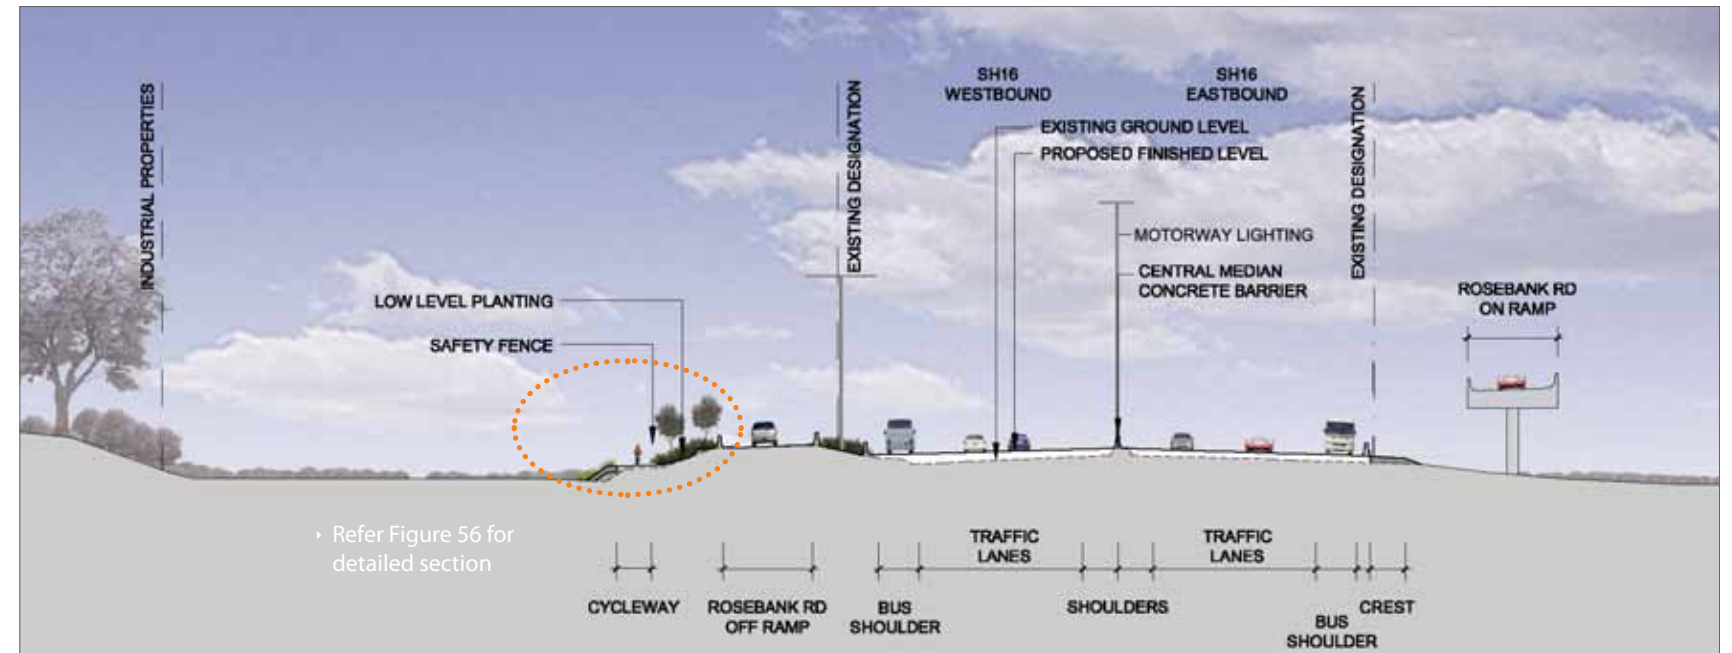 INDUSTRIAL PROPERTIES
EXISTING DESIGNATION
SH16
WESTBOUND
SH16
EASTBOUND
EXISTING DESIGNATION
EXISTING GROUND LEVEL
PROPOSED FINISHED LEVEL
MOTORWAY LIGHTING
CENTRAL MEDIAN
CONCRETE BARRIER
ROSEBANK RD
ON RAMP
LOW LEVEL PLANTING
SAFETY FENCE
Refer Figure 56 for
detailed section
TRAFFIC
LANES
TRAFFIC
LANES
CYCLEWAY
ROSEBANK RD
OFF RAMP
BUS
SHOULDER
SHOULDERS
BUS
SHOULDER
CREST